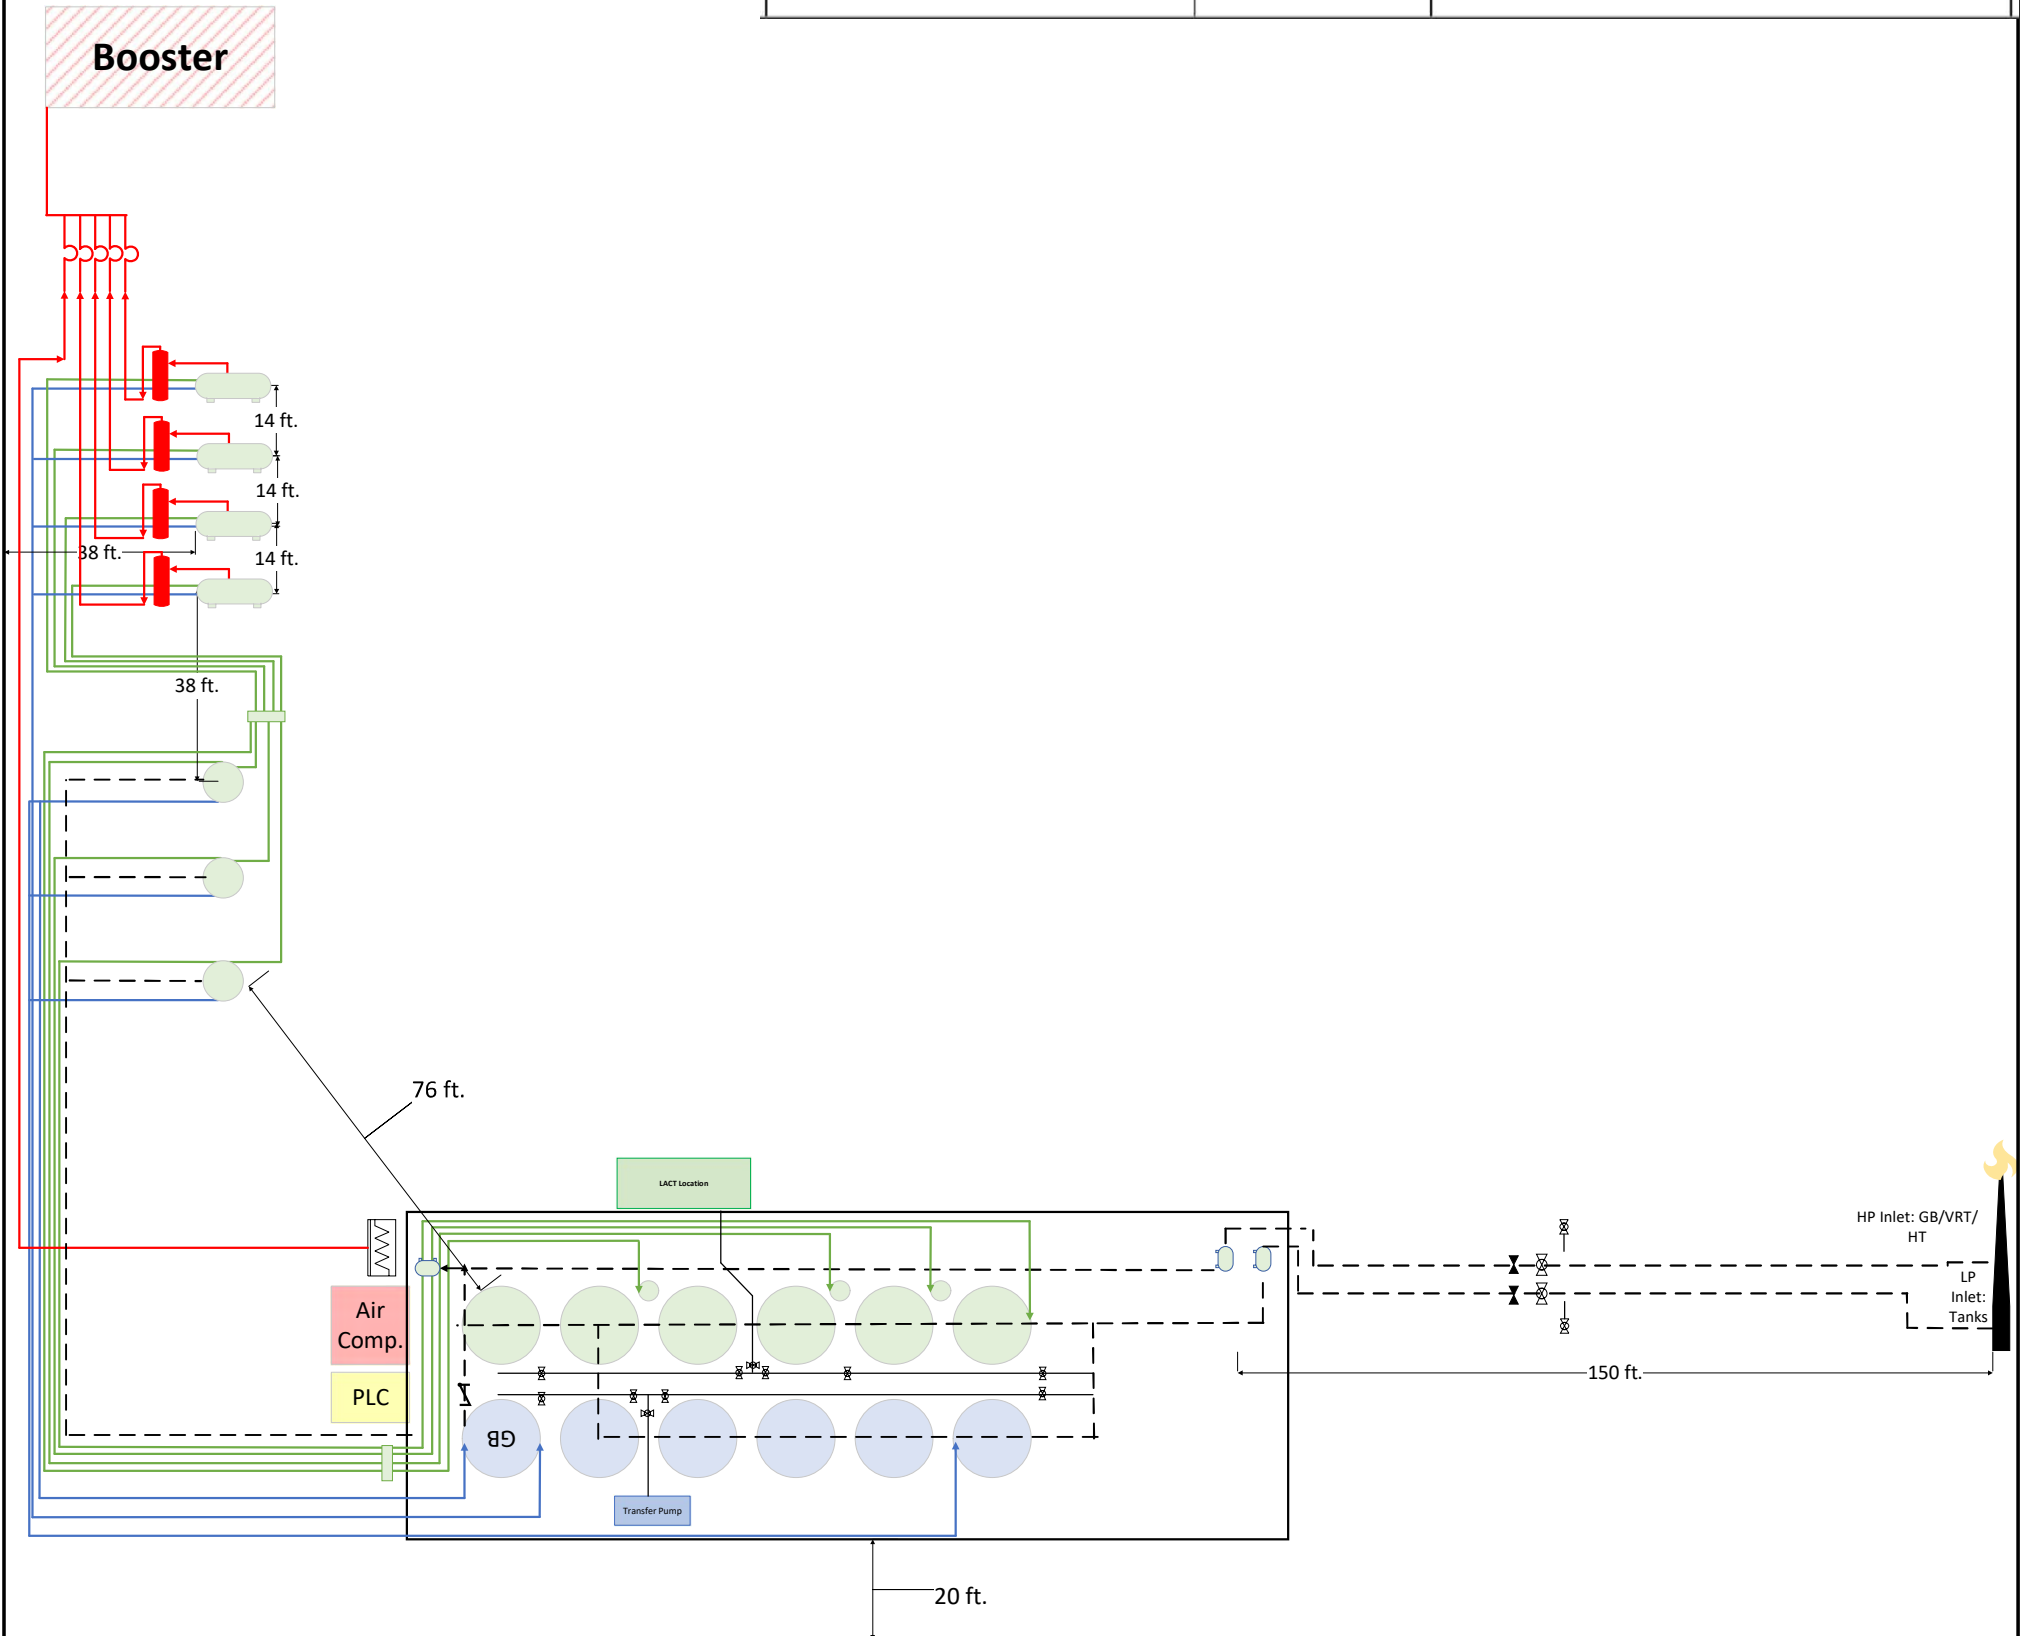 Booster
14 ft.
14 ft.
38 ft.
14 ft.
38 ft.
76 ft.
LACT Location
HP Inlet: GB/VRT/
HT
LP
Inlet:
Tanks
Air
Comp.
150 ft.
PLC
GB
Transfer Pump
20 ft.